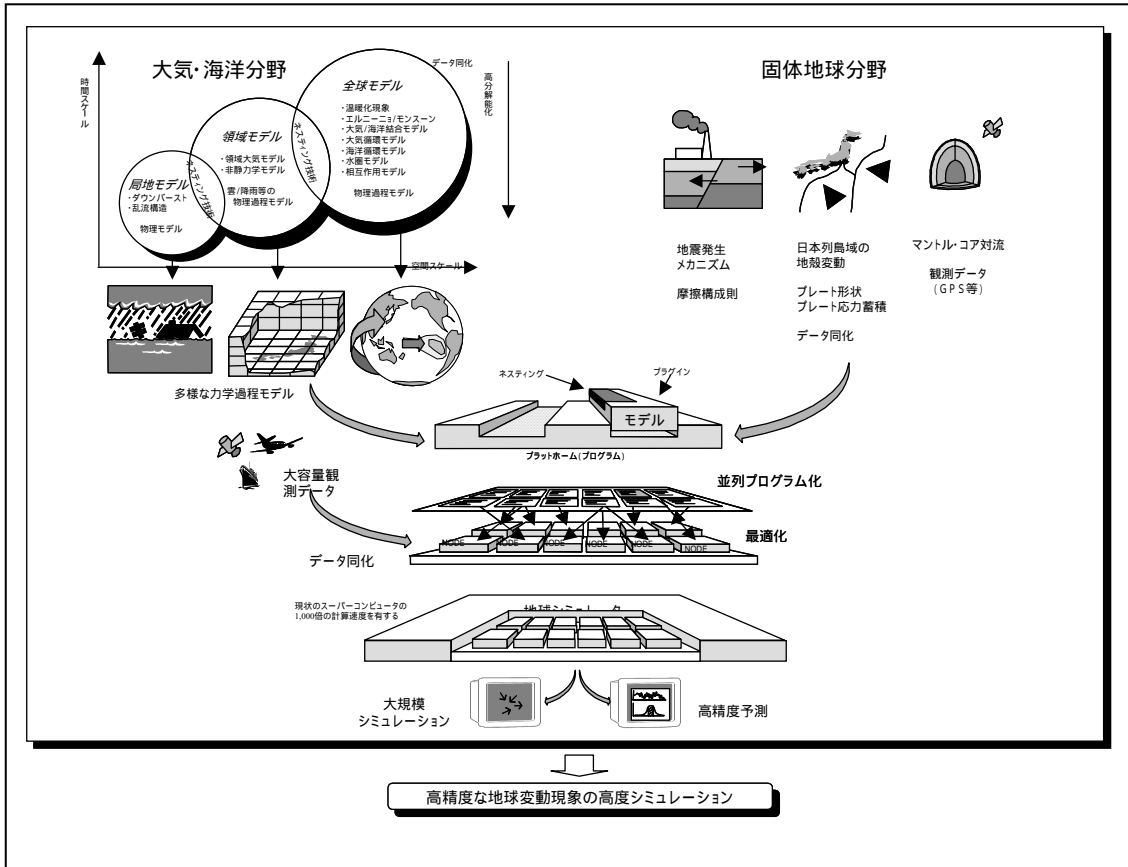 大気・海洋分野
固体地球分野
時間スケール
データ同化
高分解能化
全球モデル
・温暖化現象
・エルニーニョ/モンスーン
・大気/海洋結合モデル
・大気循環モデル
・海洋循環モデル
・水圏モデル
・相互作用モデル
物理過程モデル
ネスティング技術
領域モデル
・領域大気モデル
・非静力学モデル
雲/降雨等の
物理過程モデル
ネスティング技術
局地モデル
・ダウンバースト
・乱流構造
物理モデル
空間スケール
多様な力学過程モデル
地震発生
メカニズム
摩擦構成則
日本列島域の
地殻変動
プレート形状
プレート応力蓄積
データ同化
マントル・コア対流
観測データ
(GPS等)
ネスティング
プラグイン
モデル
プラットホーム(プログラム)
大容量観
測データ
データ同化
並列プログラム化
最適化
NODE
NODE
NODE
NODE
NODE
NODE
現状のスーパーコンピュータの
1,000倍の計算速度を有する
地球シミュレータ
大規模
シミュレーション
高精度予測
高精度な地球変動現象の高度シミュレーション